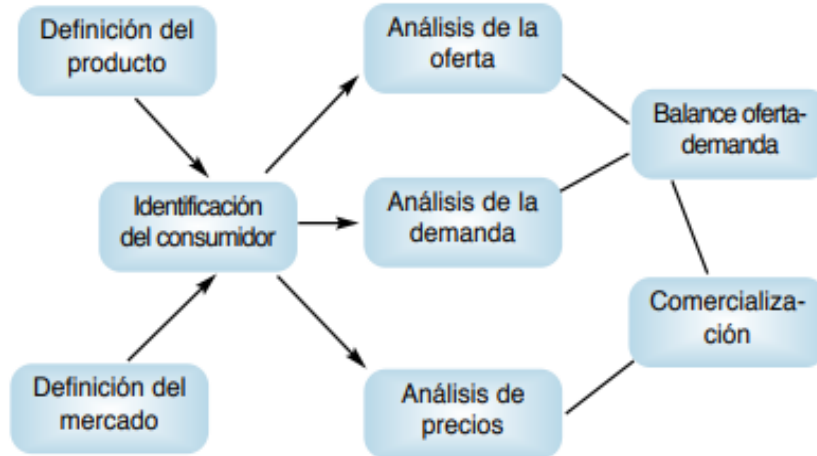 Definición del
producto
Análisis de la
oferta
Balance oferta-
demanda
Identificación
del consumidor
Análisis de la
demanda
Comercializa-
ción
Definición del
mercado
Análisis de
precios